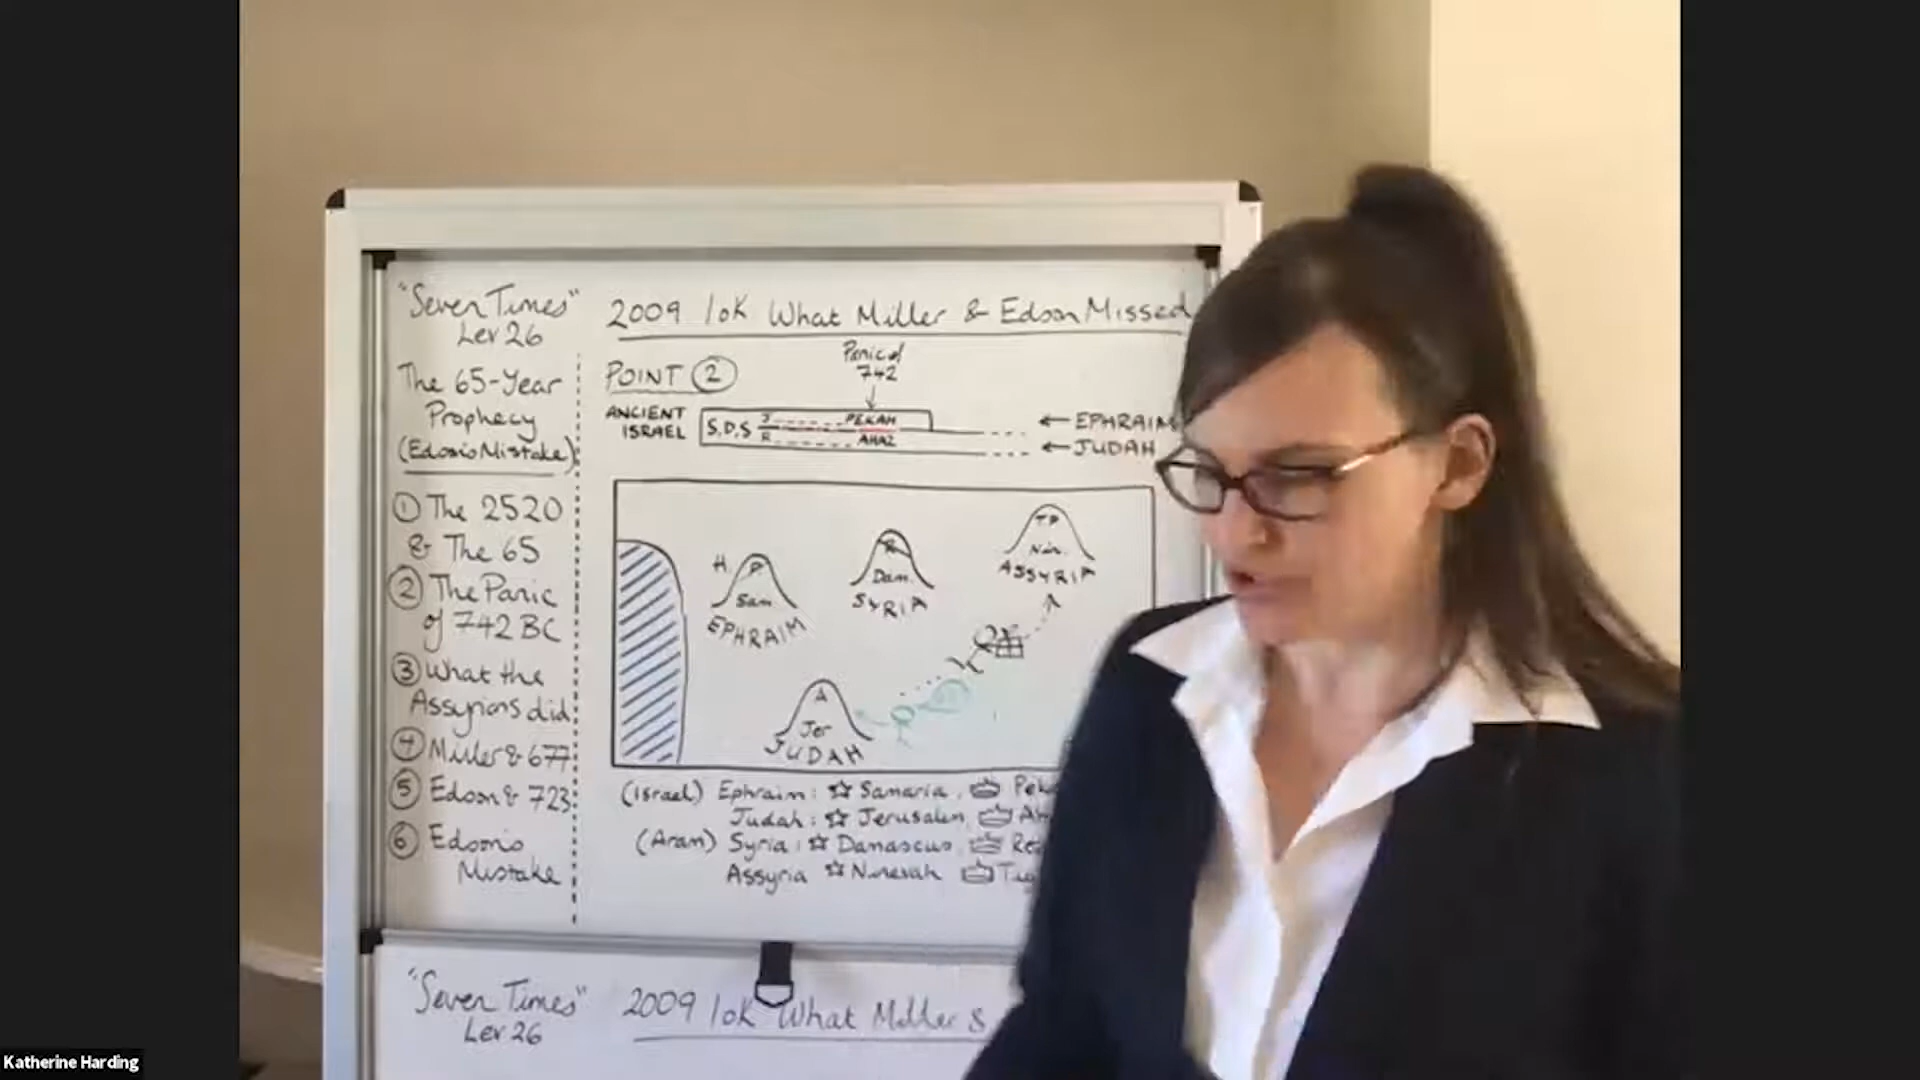 "Seven Times"
Lev 26
The 65-Year
Prophecy
(Edson's Mistake)
① The 2520
& The 65
② The Panic
of 742 BC
③ What the
Assyrians did
④ Miller & 677
⑤ Edson & 723
⑥ Edson's
Mistake
2009 10K What Miller & Edson Missed
POINT ②
Panic of
742
ANCIENT
ISRAEL
S, D, S
J
PEKAH
R
AHAZ
← EPHRAIM
← JUDAH
H.
P
Sam
EPHRAIM
R
Dam.
SYRIA
TP
Nin.
ASSYRIA
A
Jer
JUDAH
(Israel) Ephraim: Samaria,
Judah: Jerusalem,
(Aram) Syria: Damascus,
Assyria Ninevah
"Seven Times"
Lev 26
2009 10K What Miller &
Katherine Harding